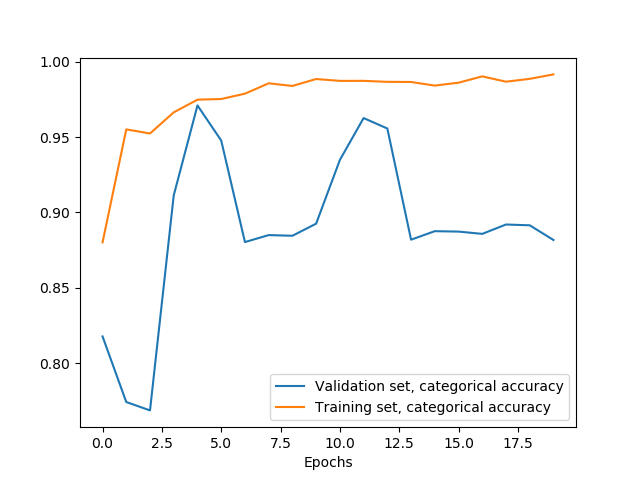 1.00
0.95
0.90
0.85
0.80
Validation set, categorical accuracy
Training set, categorical accuracy
0.0 2.5 5.0 7.5 10.0 12.5 15.0 17.5
Epochs